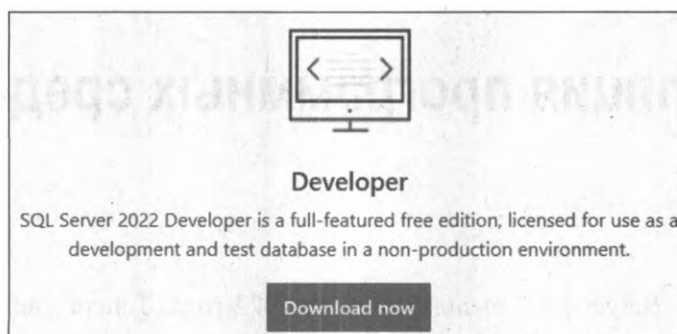 Developer
SQL Server 2022 Developer is a full-featured free edition, licensed for use as a
development and test database in a non-production environment.
Download now